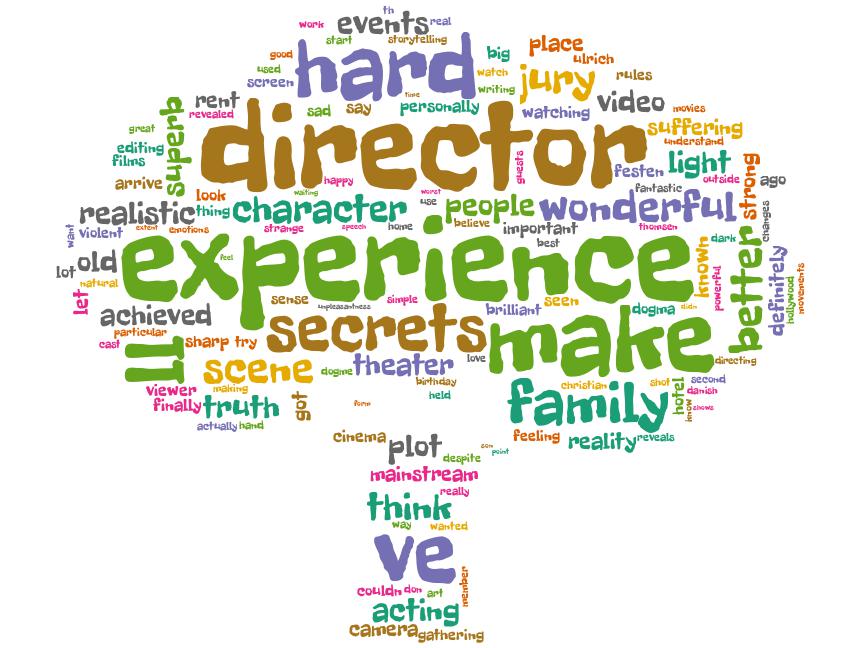 th
work events real
start storytelling
good hard big place
ulrich
used watch jury rules
screen writing
time
rent sad say personally watching video movies
revealed
superb director suffering
great understand
editing guests light
films festen outside strong ago
arrive happy fantastic
look waiting worst
realistic thing character use people wonderful
want violent extent emotions strange speech home believe important thomsen changes
best dark
lot old experience known better definitely
feel
natural powerful hollywood movements
let sense unpleasantness simple seen
achieved brilliant dogma didn
particular secrets make
cast ll sharp try directing
scene dogme theater love
viewer making birthday christian shot hotel second
danish
finally truth got held family know shows
form
actually hand
cinema plot feeling reality reveals
son
despite point
mainstream
really
think
way wanted
ve
member
couldn don art
acting
camera gathering